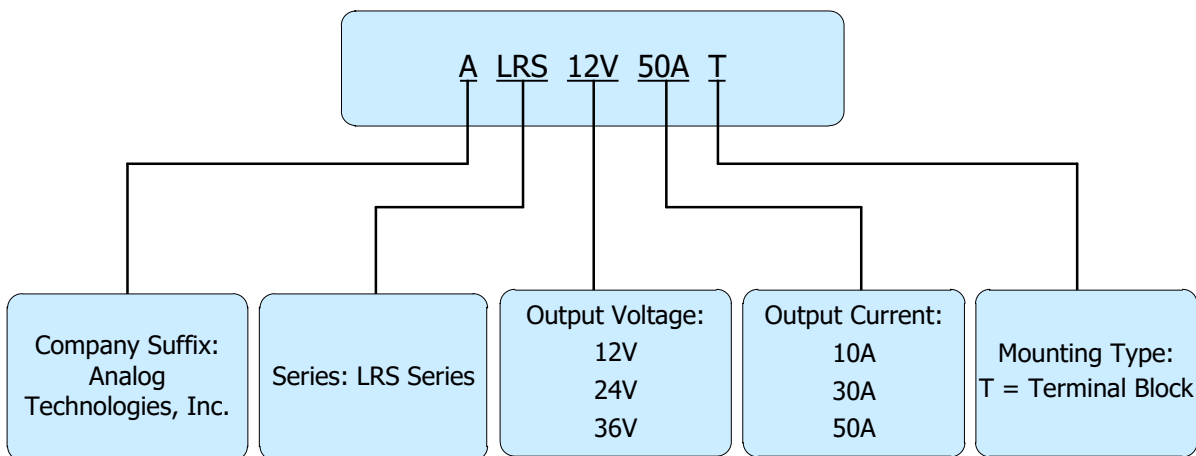 A LRS 12V 50A T
Company Suffix:
Analog
Technologies, Inc.
Series: LRS Series
Output Voltage:
12V
24V
36V
Output Current:
10A
30A
50A
Mounting Type:
T = Terminal Block